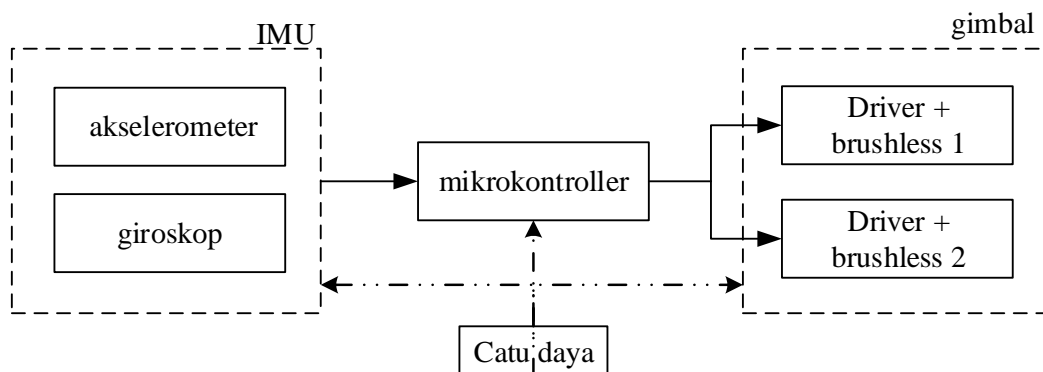 IMU
gimbal
akselerometer
giroskop
mikrokontroller
Driver +
brushless 1
Driver +
brushless 2
Catu daya